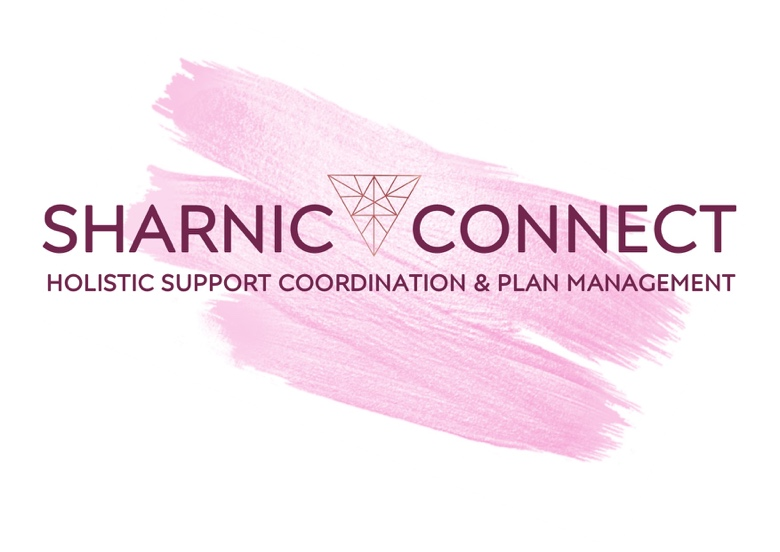 SHARNIC CONNECT
HOLISTIC SUPPORT COORDINATION & PLAN MANAGEMENT